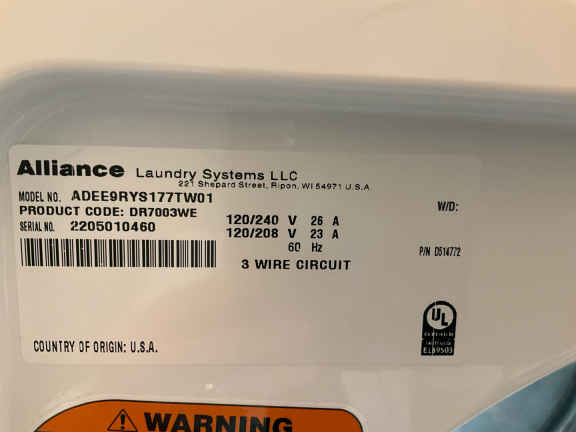 Alliance Laundry Systems LLC
221 Shepard Street, Ripon, WI 54971 U.S.A.
MODEL NO. ADEE9RYS177TW01
PRODUCT CODE: DR7003WE
SERIAL NO. 2205010460
120/240 V 26 A
120/208 V 23 A
60 Hz
3 WIRE CIRCUIT
W/D:
P/N D514772
UL
COUNTRY OF ORIGIN: U.S.A.
WARNING